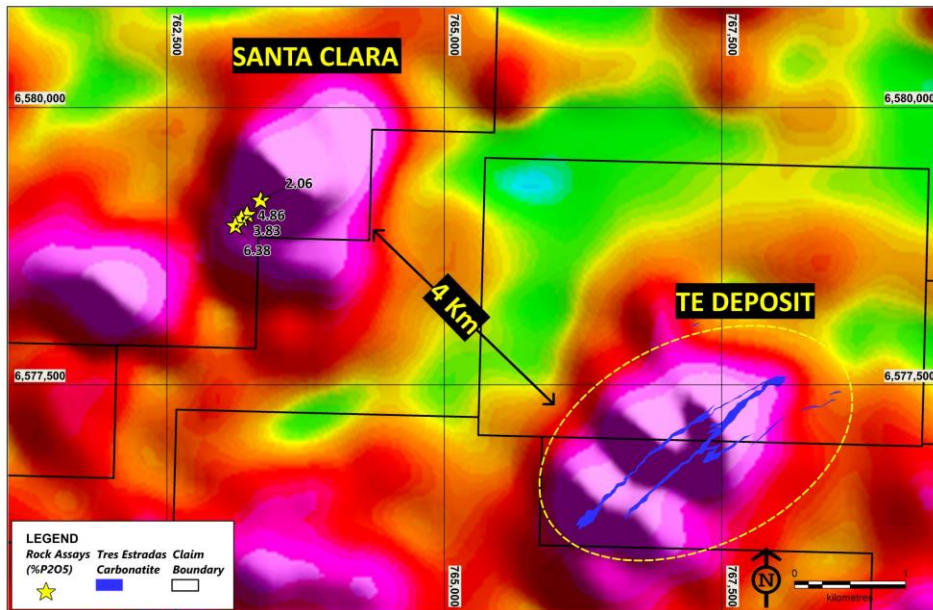 762,500
765,000
767,500
SANTA CLARA
6,580,000
6,580,000
2.06
4.86
3.83
6.38
4 Km
TE DEPOSIT
6,577,500
6,577,500
LEGEND
Rock Assays Tres Estradas Claim
(%P2O5) Carbonatite Boundary
765,000
767,500
N
0 1
kilometres